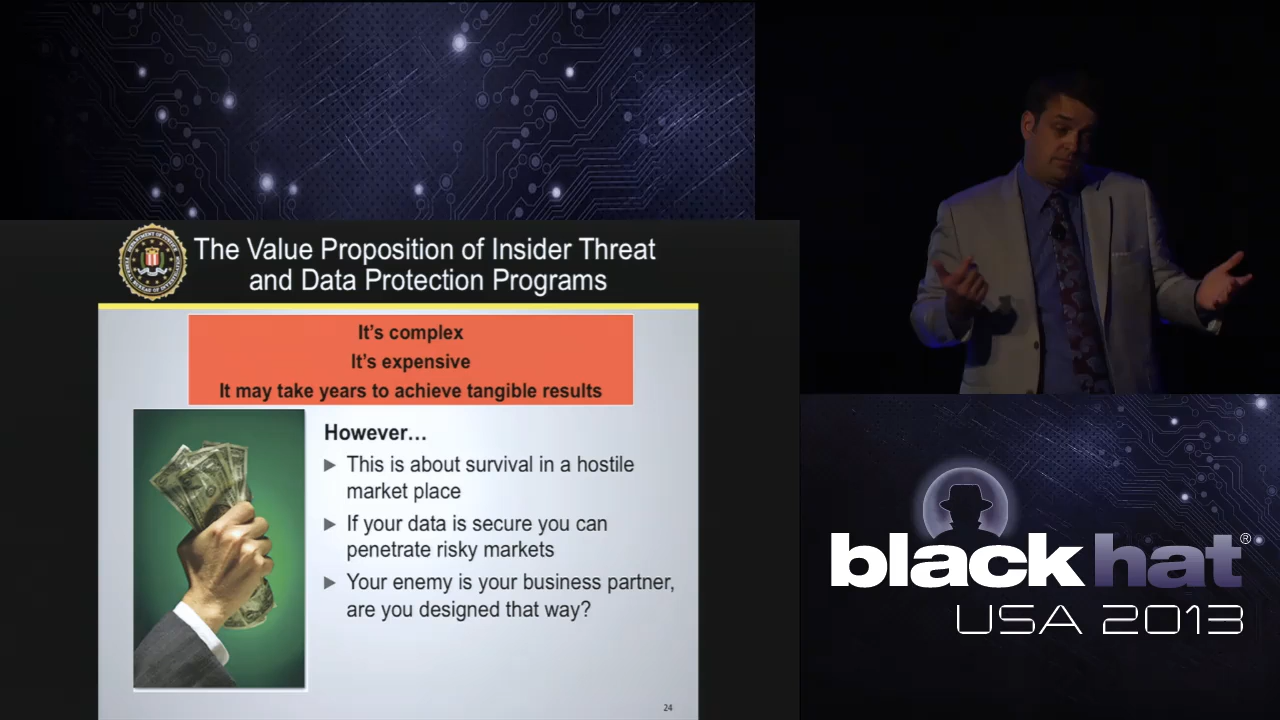 The Value Proposition of Insider Threat
and Data Protection Programs
It's complex
It's expensive
It may take years to achieve tangible results
However...
This is about survival in a hostile
market place
If your data is secure you can
penetrate risky markets
Your enemy is your business partner,
are you designed that way?
24
black hat®
USA 2013